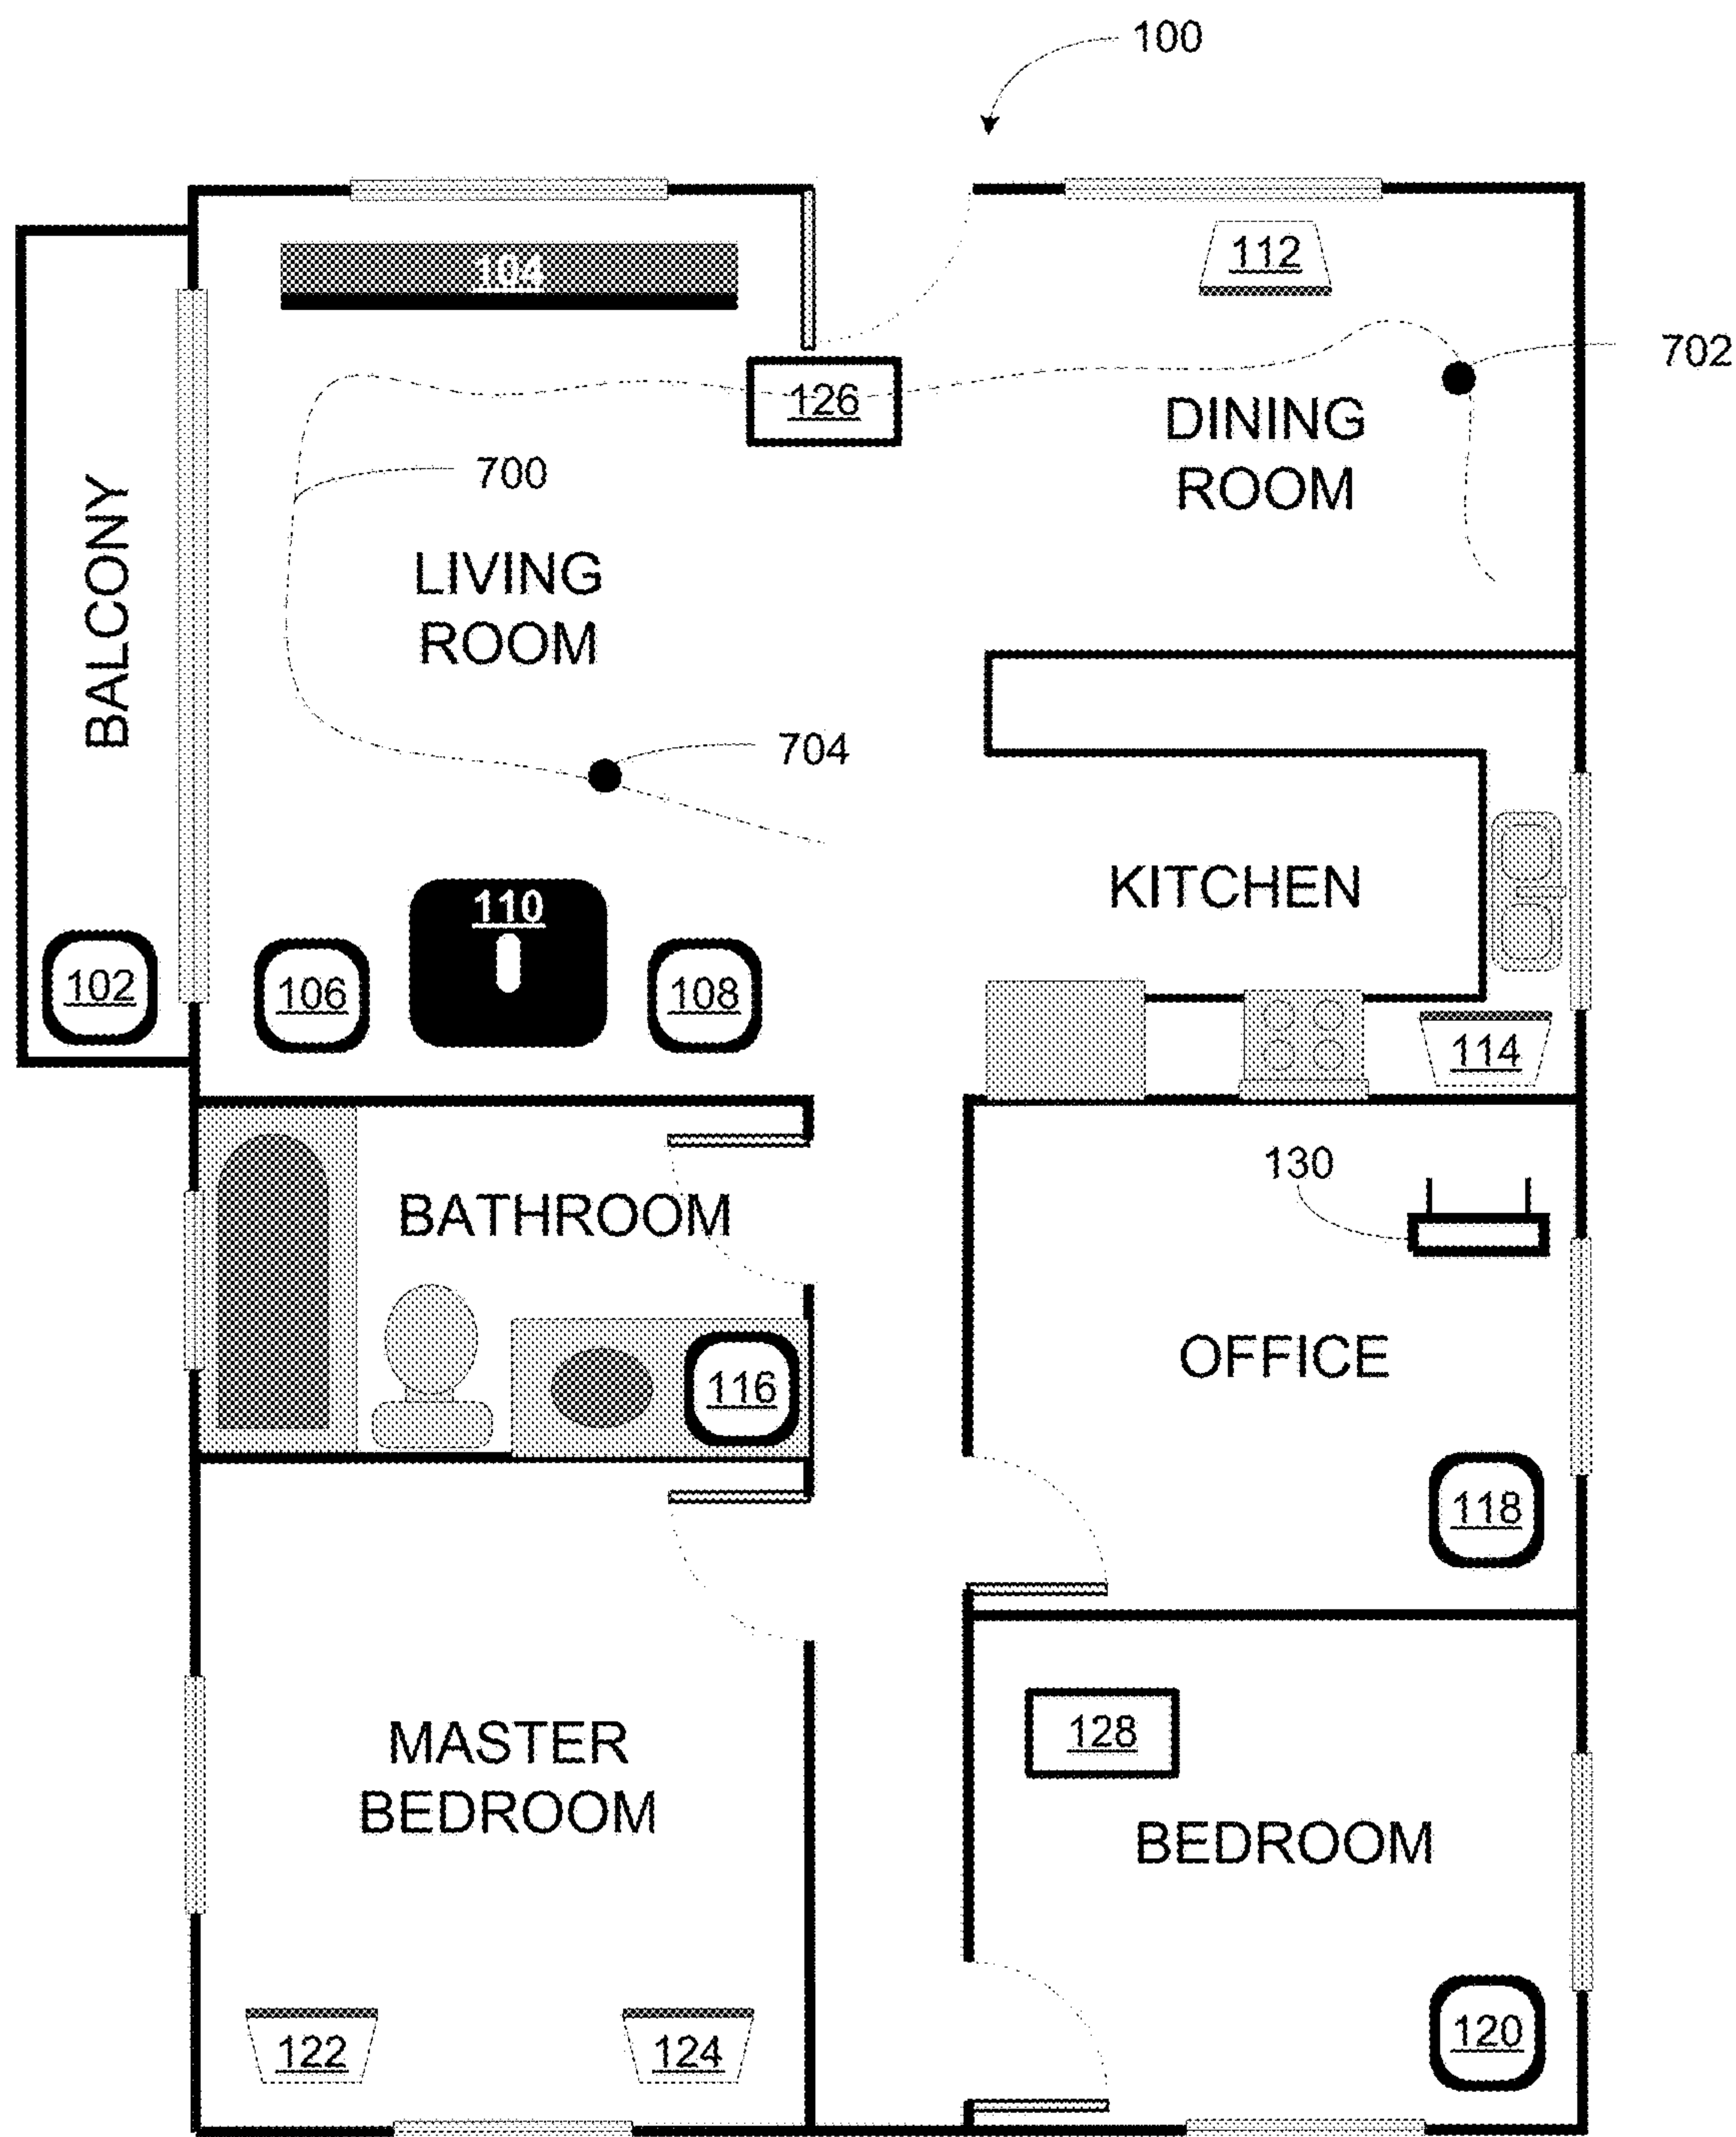 100
104
112
702
126
DINING
ROOM
700
BALCONY
LIVING
ROOM
704
KITCHEN
110
102
106
108
114
130
BATHROOM
OFFICE
116
118
128
MASTER
BEDROOM
BEDROOM
122
124
120